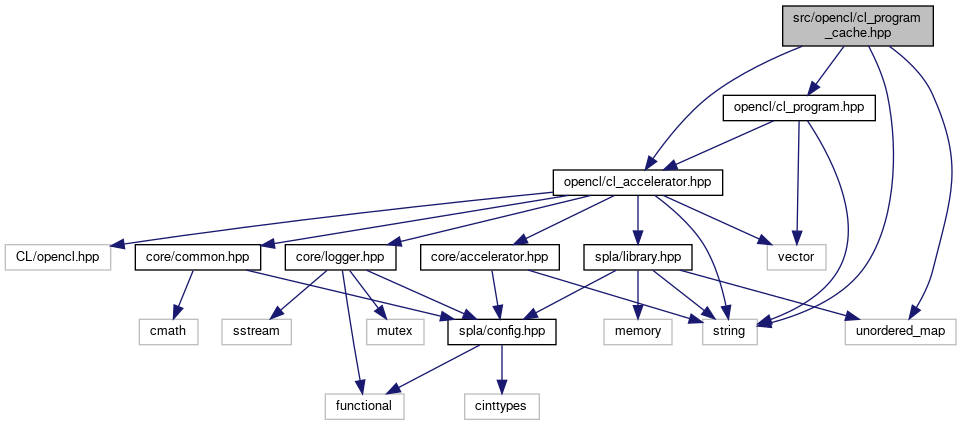 src/opencl/cl_program
_cache.hpp
opencl/cl_program.hpp
opencl/cl_accelerator.hpp
CL/opencl.hpp
core/common.hpp
core/logger.hpp
core/accelerator.hpp
spla/library.hpp
vector
cmath
sstream
mutex
spla/config.hpp
memory
string
unordered_map
functional
cinttypes